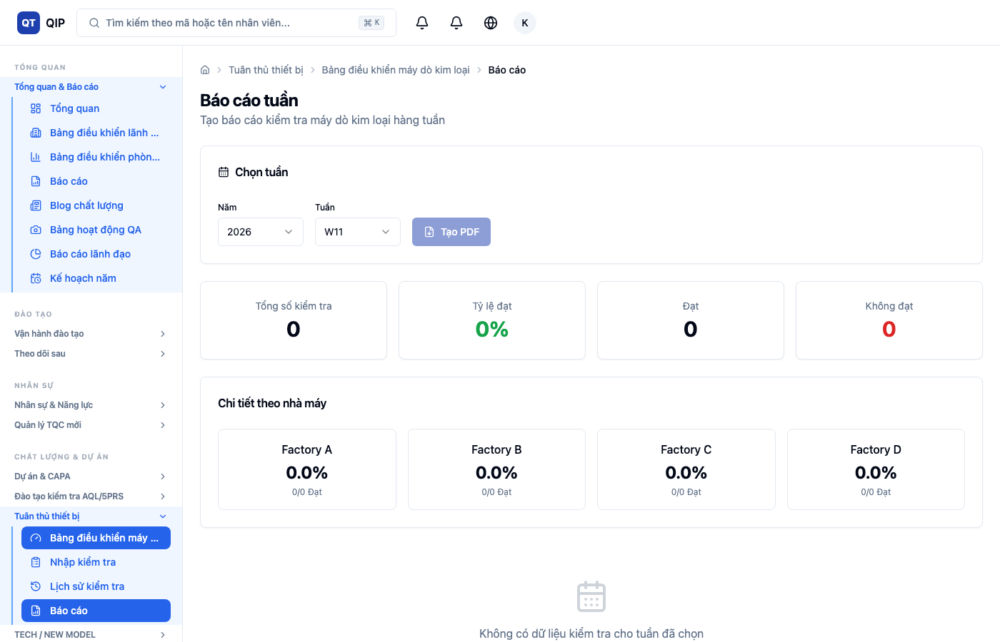 QT QIP
Tìm kiếm theo mã hoặc tên nhân viên... ⌘ K
K
TỔNG QUAN
Tổng quan & Báo cáo
Tổng quan
Bảng điều khiển lãnh ...
Bảng điều khiển phòn...
Báo cáo
Blog chất lượng
Bảng hoạt động QA
Báo cáo lãnh đạo
Kế hoạch năm
ĐÀO TẠO
Vận hành đào tạo
Theo dõi sau
NHÂN SỰ
Nhân sự & Năng lực
Quản lý TQC mới
CHẤT LƯỢNG & DỰ ÁN
Dự án & CAPA
Đào tạo kiểm tra AQL/5PRS
Tuân thủ thiết bị
Bảng điều khiển máy ...
Nhập kiểm tra
Lịch sử kiểm tra
Báo cáo
TECH / NEW MODEL
Tuân thủ thiết bị
Bảng điều khiển máy dò kim loại
Báo cáo
Báo cáo tuần
Tạo báo cáo kiểm tra máy dò kim loại hàng tuần
Chọn tuần
Năm
Tuần
2026
W11
Tạo PDF
Tổng số kiểm tra
0
Tỷ lệ đạt
0%
Đạt
0
Không đạt
0
Chi tiết theo nhà máy
Factory A
0.0%
0/0 Đạt
Factory B
0.0%
0/0 Đạt
Factory C
0.0%
0/0 Đạt
Factory D
0.0%
0/0 Đạt
Không có dữ liệu kiểm tra cho tuần đã chọn